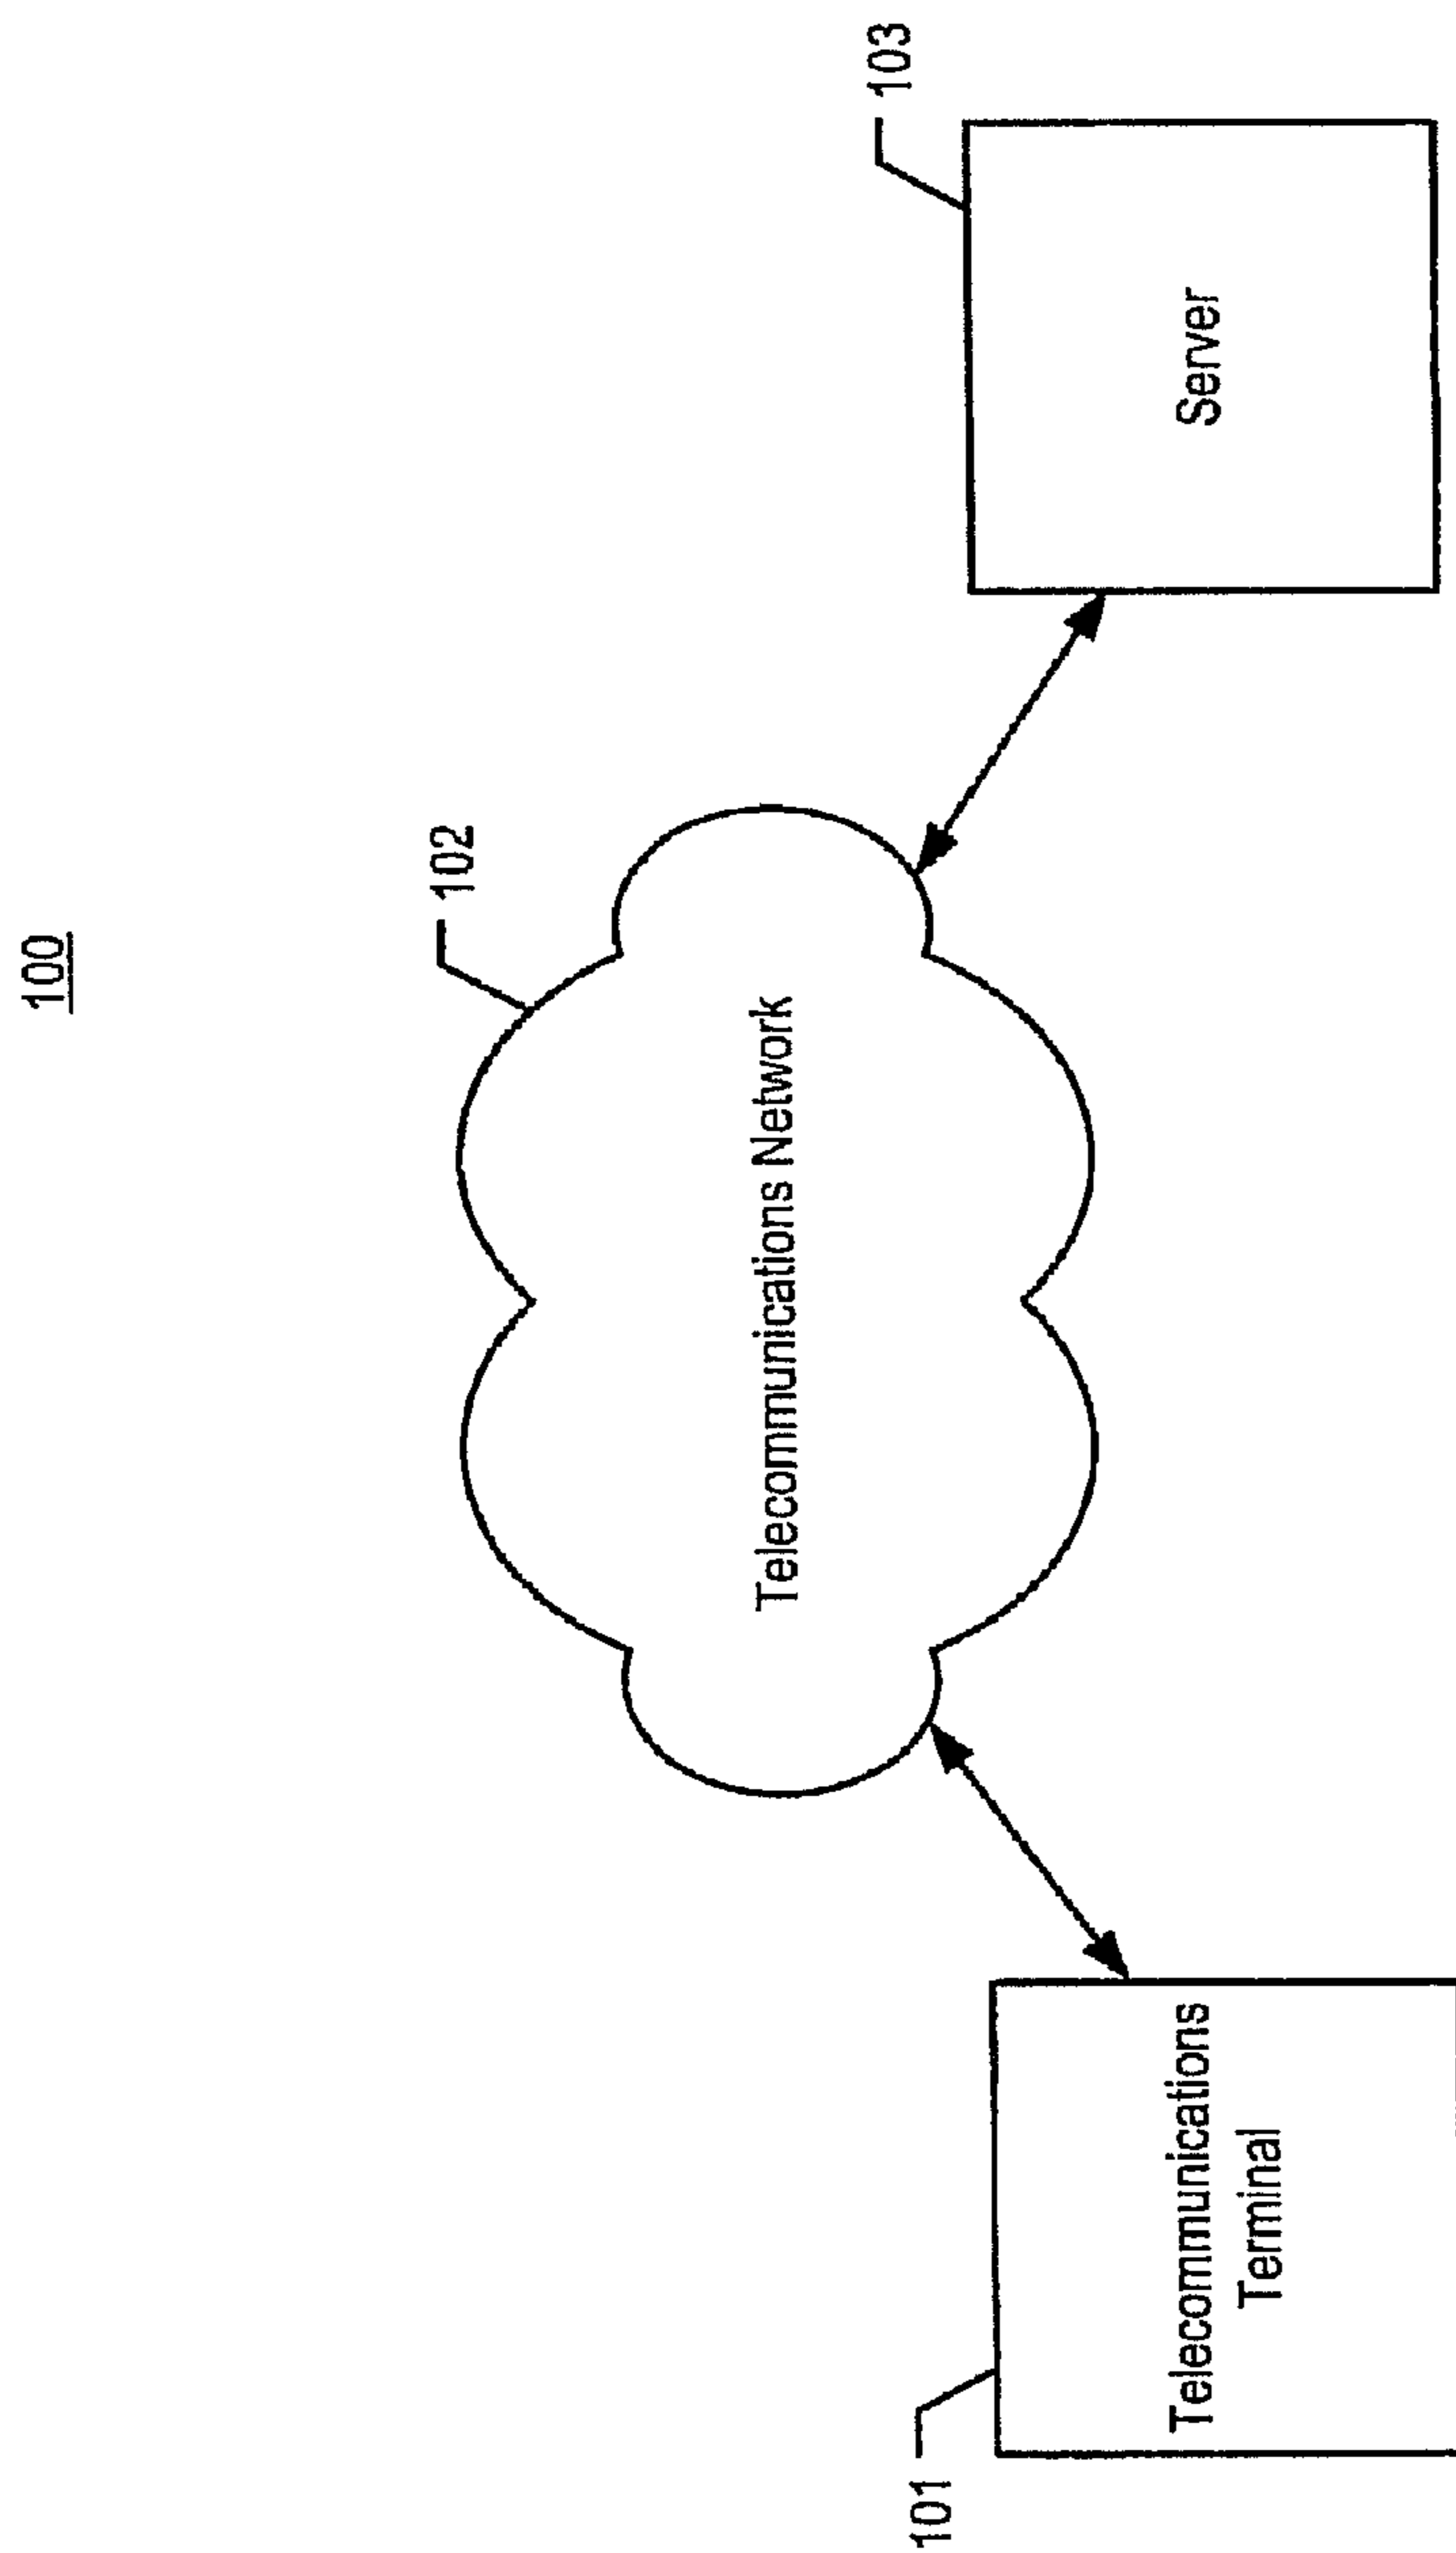 100
102
103
Telecommunications Network
101
Telecommunications
Terminal
Server